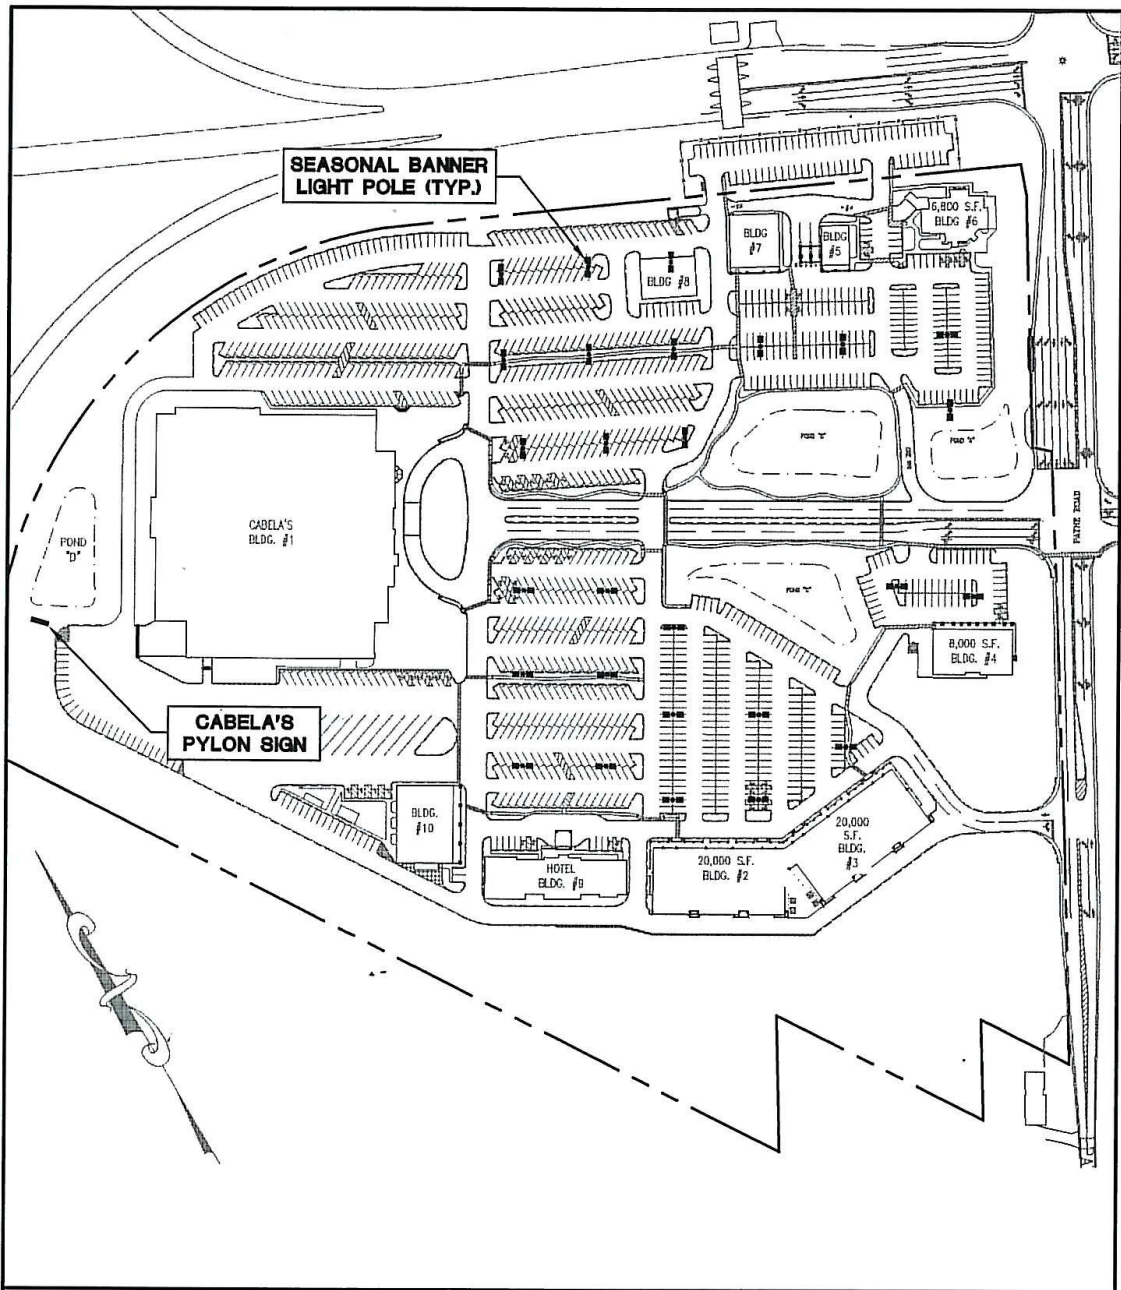 SEASONAL BANNER
LIGHT POLE (TYP.)
6,800 S.F.
BLDG #6
BLDG
#7
BLDG
#5
BLDG #8
CABELA'S
BLDG. #1
POND
"D"
PAYNE ROAD
8,000 S.F.
BLDG. #4
CABELA'S
PYLON SIGN
BLDG.
#10
HOTEL
BLDG. #9
20,000 S.F.
BLDG. #2
20,000
S.F.
BLDG.
#3